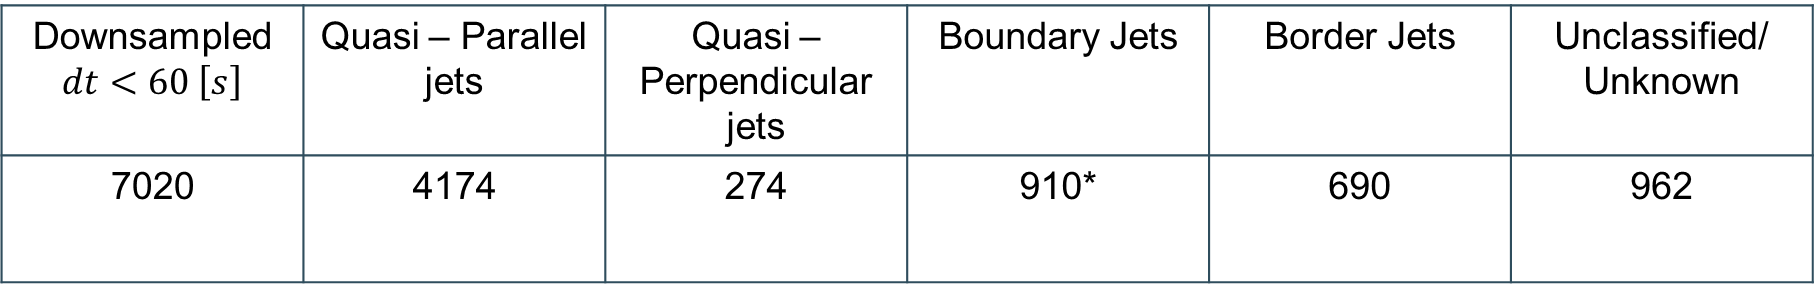 Downsampled
dt < 60 [s]
Quasi – Parallel
jets
Quasi –
Perpendicular
jets
Boundary Jets
Border Jets
Unclassified/
Unknown
7020
4174
274
910*
690
962